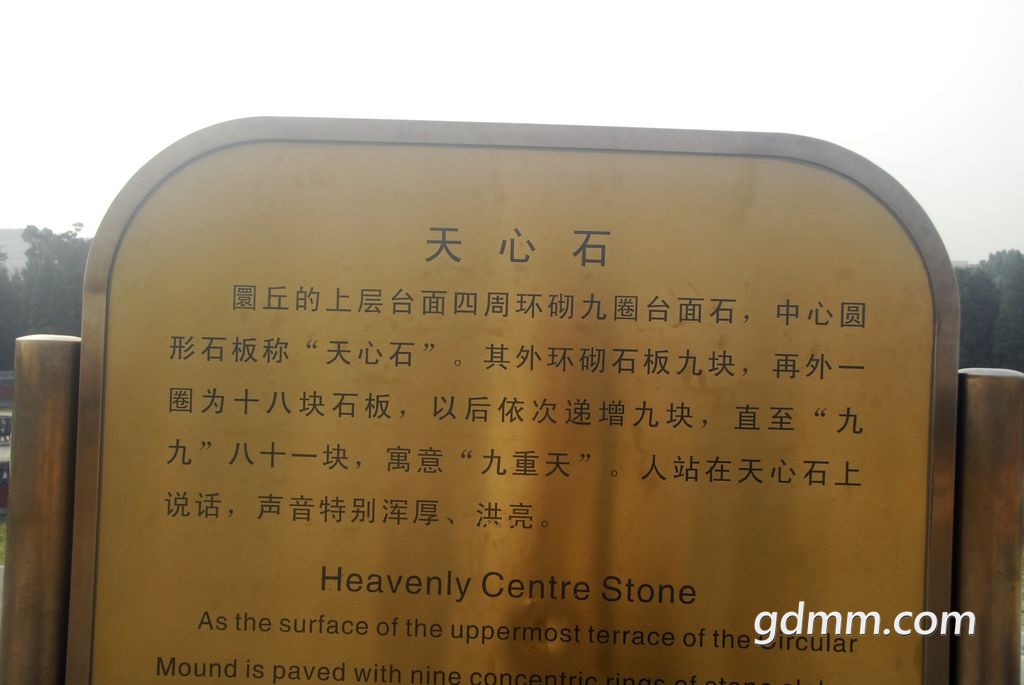 天心石
圜丘的上层台面四周环砌九圈台面石，中心圆
形石板称“天心石”。其外环砌石板九块，再外一
圈为十八块石板，以后依次递增九块，直至“九
九”八十一块，寓意“九重天”。人站在天心石上
说话，声音特别浑厚、洪亮。
Heavenly Centre Stone
As the surface of the uppermost terrace of the Circular
Mound is paved with nine concentric rings of stone
gdmm.com